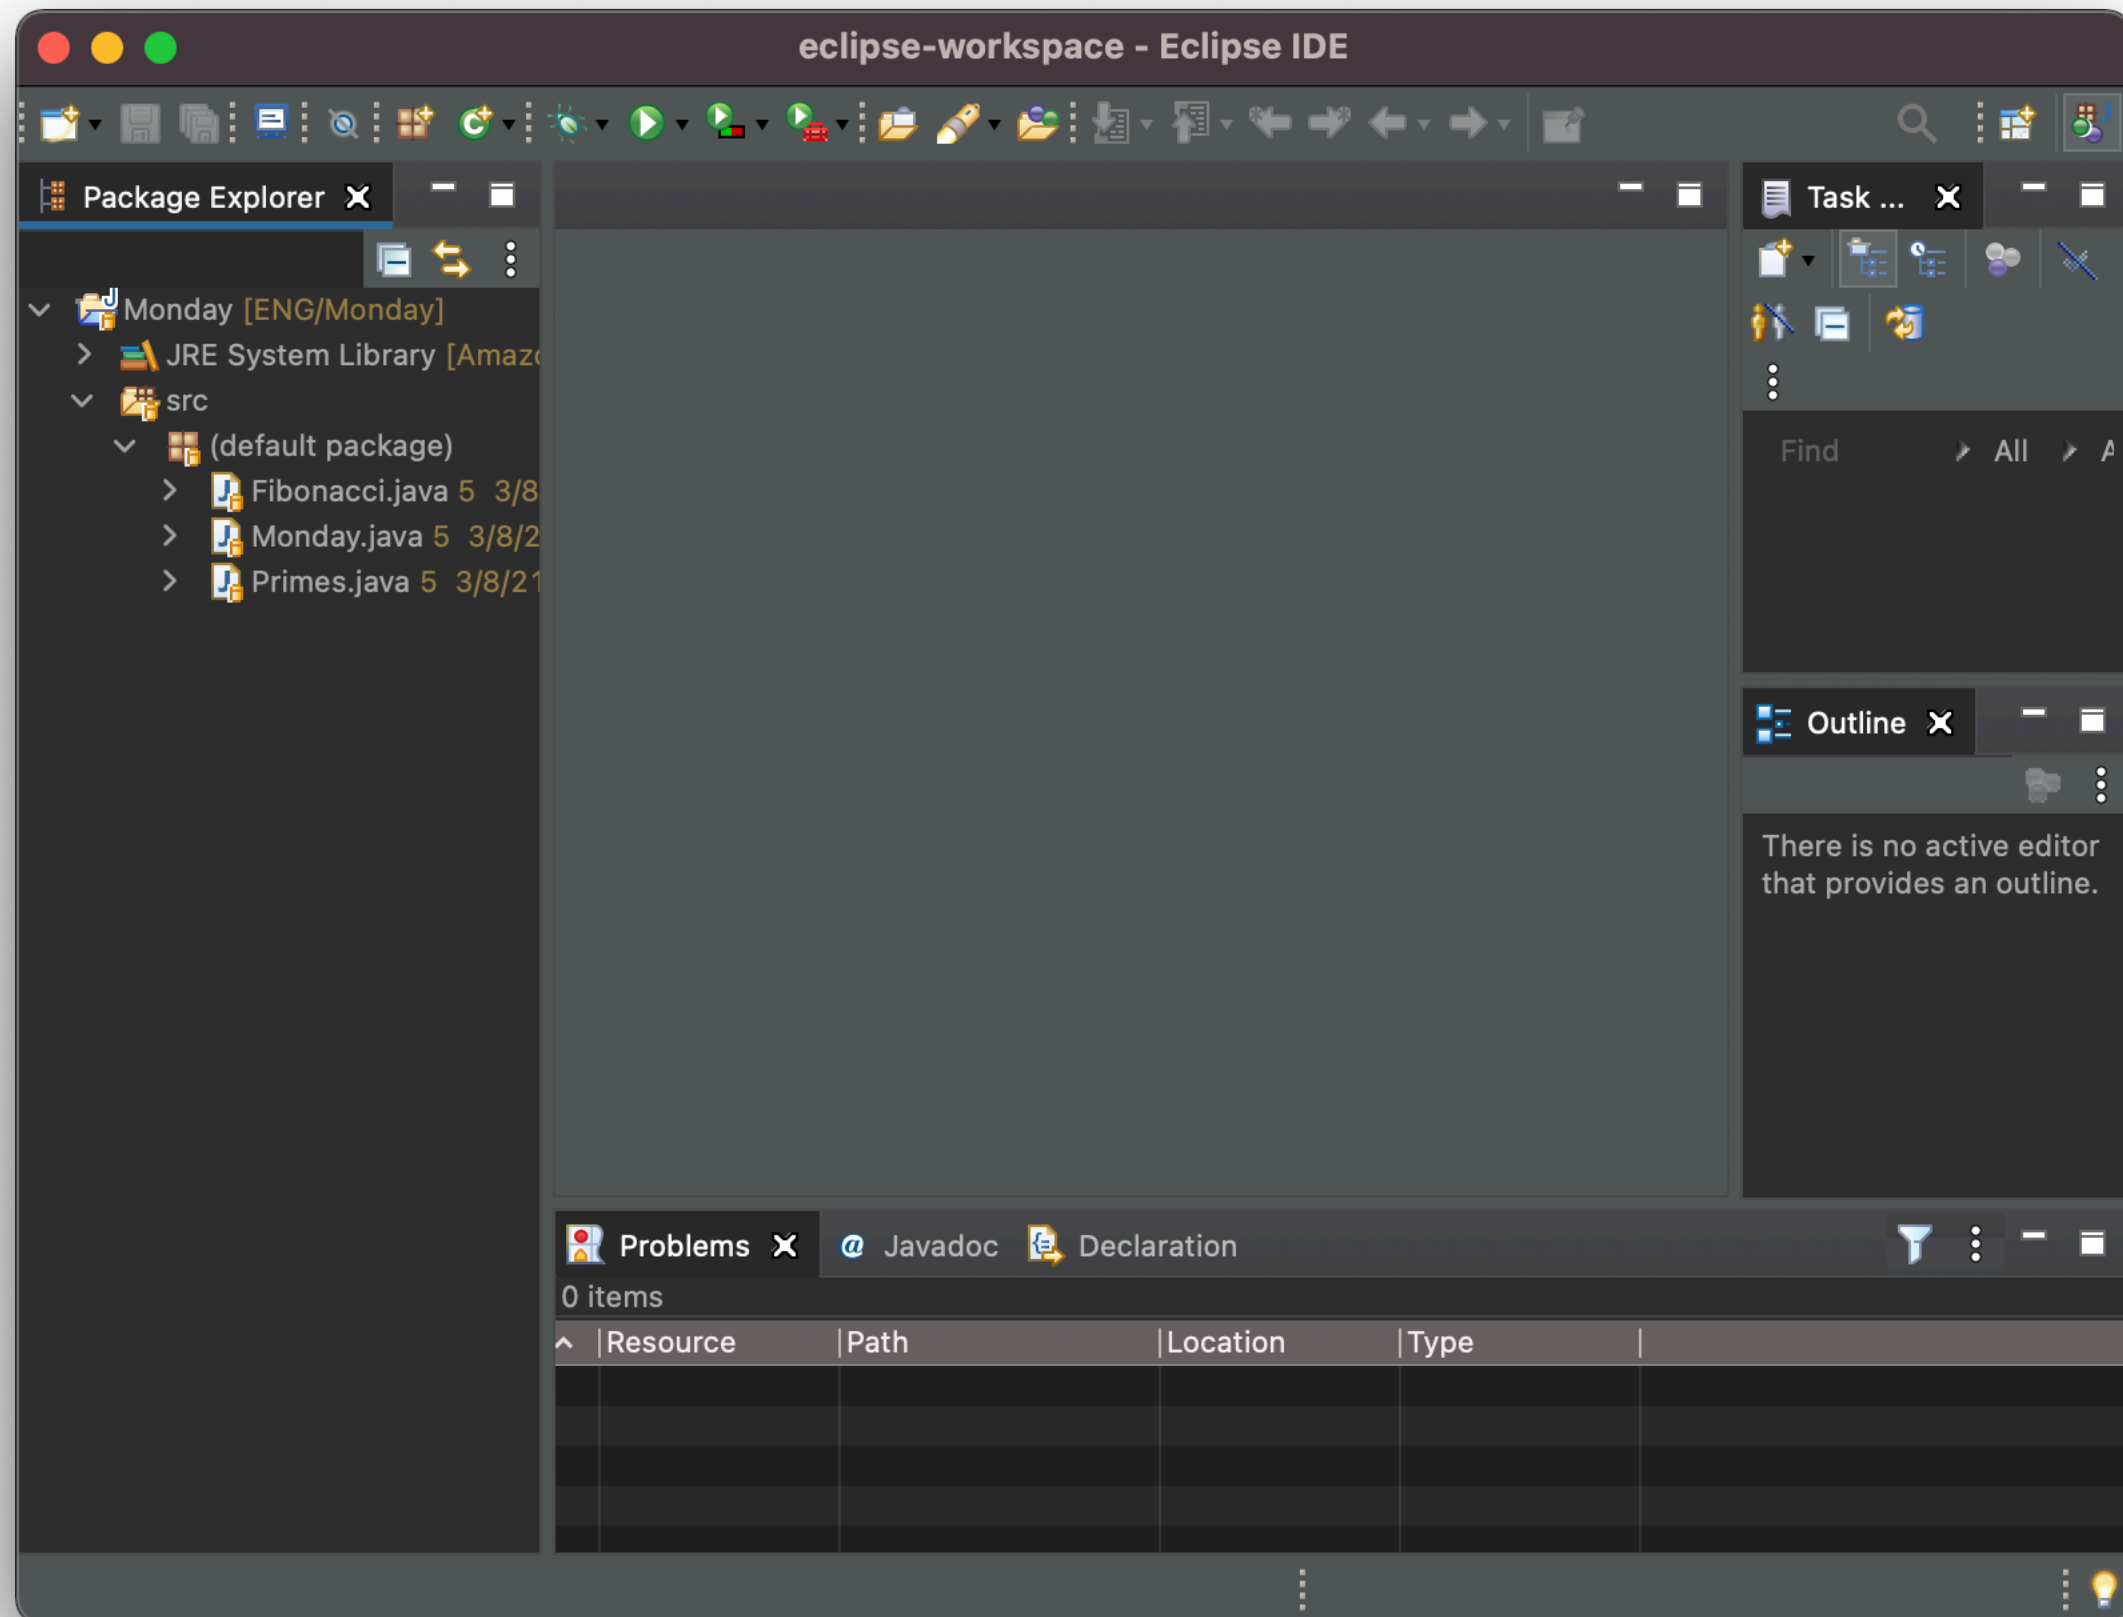 eclipse-workspace - Eclipse IDE
Package Explorer
Monday [ENG/Monday]
JRE System Library [Amaz
src
(default package)
Fibonacci.java 5 3/8
Monday.java 5 3/8/2
Primes.java 5 3/8/21
Task ...
Find All A
Outline
There is no active editor
that provides an outline.
Problems @ Javadoc Declaration
0 items
Resource Path Location Type